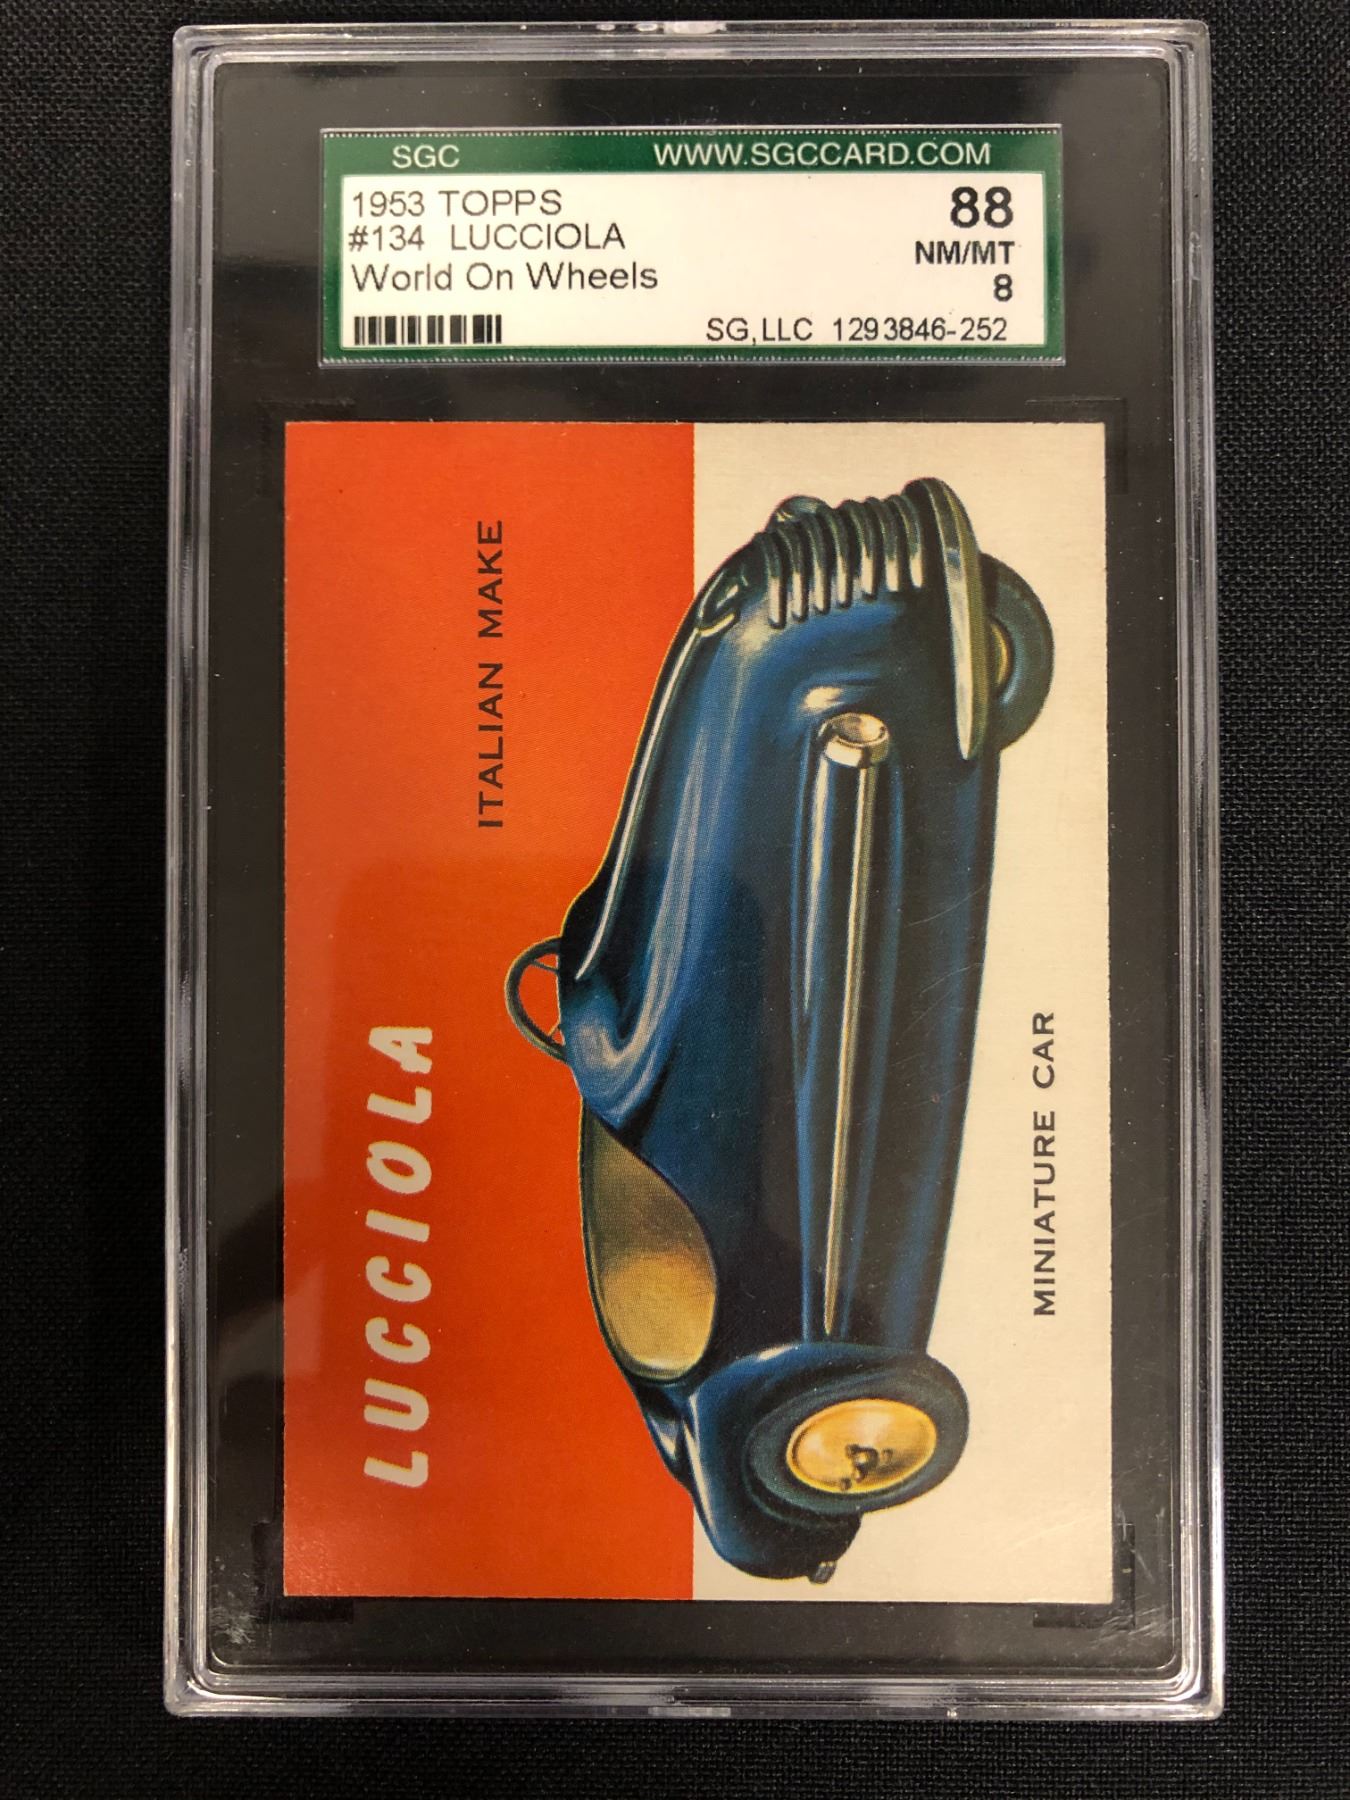 SGC WWW.SGCCARD.COM
1953 TOPPS 88
#134 LUCCIOLA NM/MT
World On Wheels 8
SG,LLC 1293846-252
LUCCIOLA
ITALIAN MAKE
MINIATURE CAR